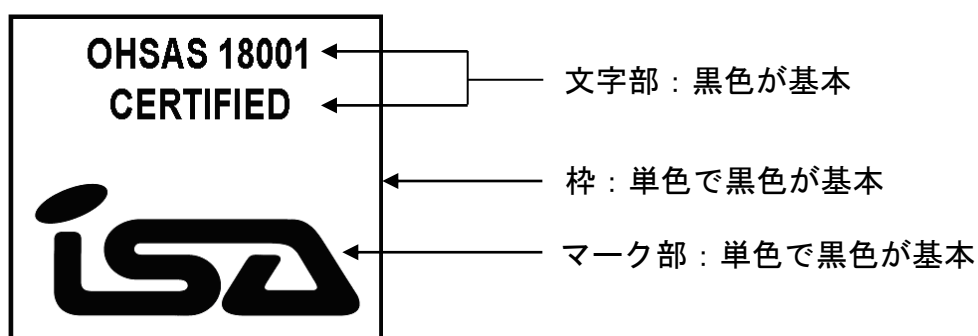 OHSAS 18001
CERTIFIED
文字部：黒色が基本
枠：単色で黒色が基本
マーク部：単色で黒色が基本
isa